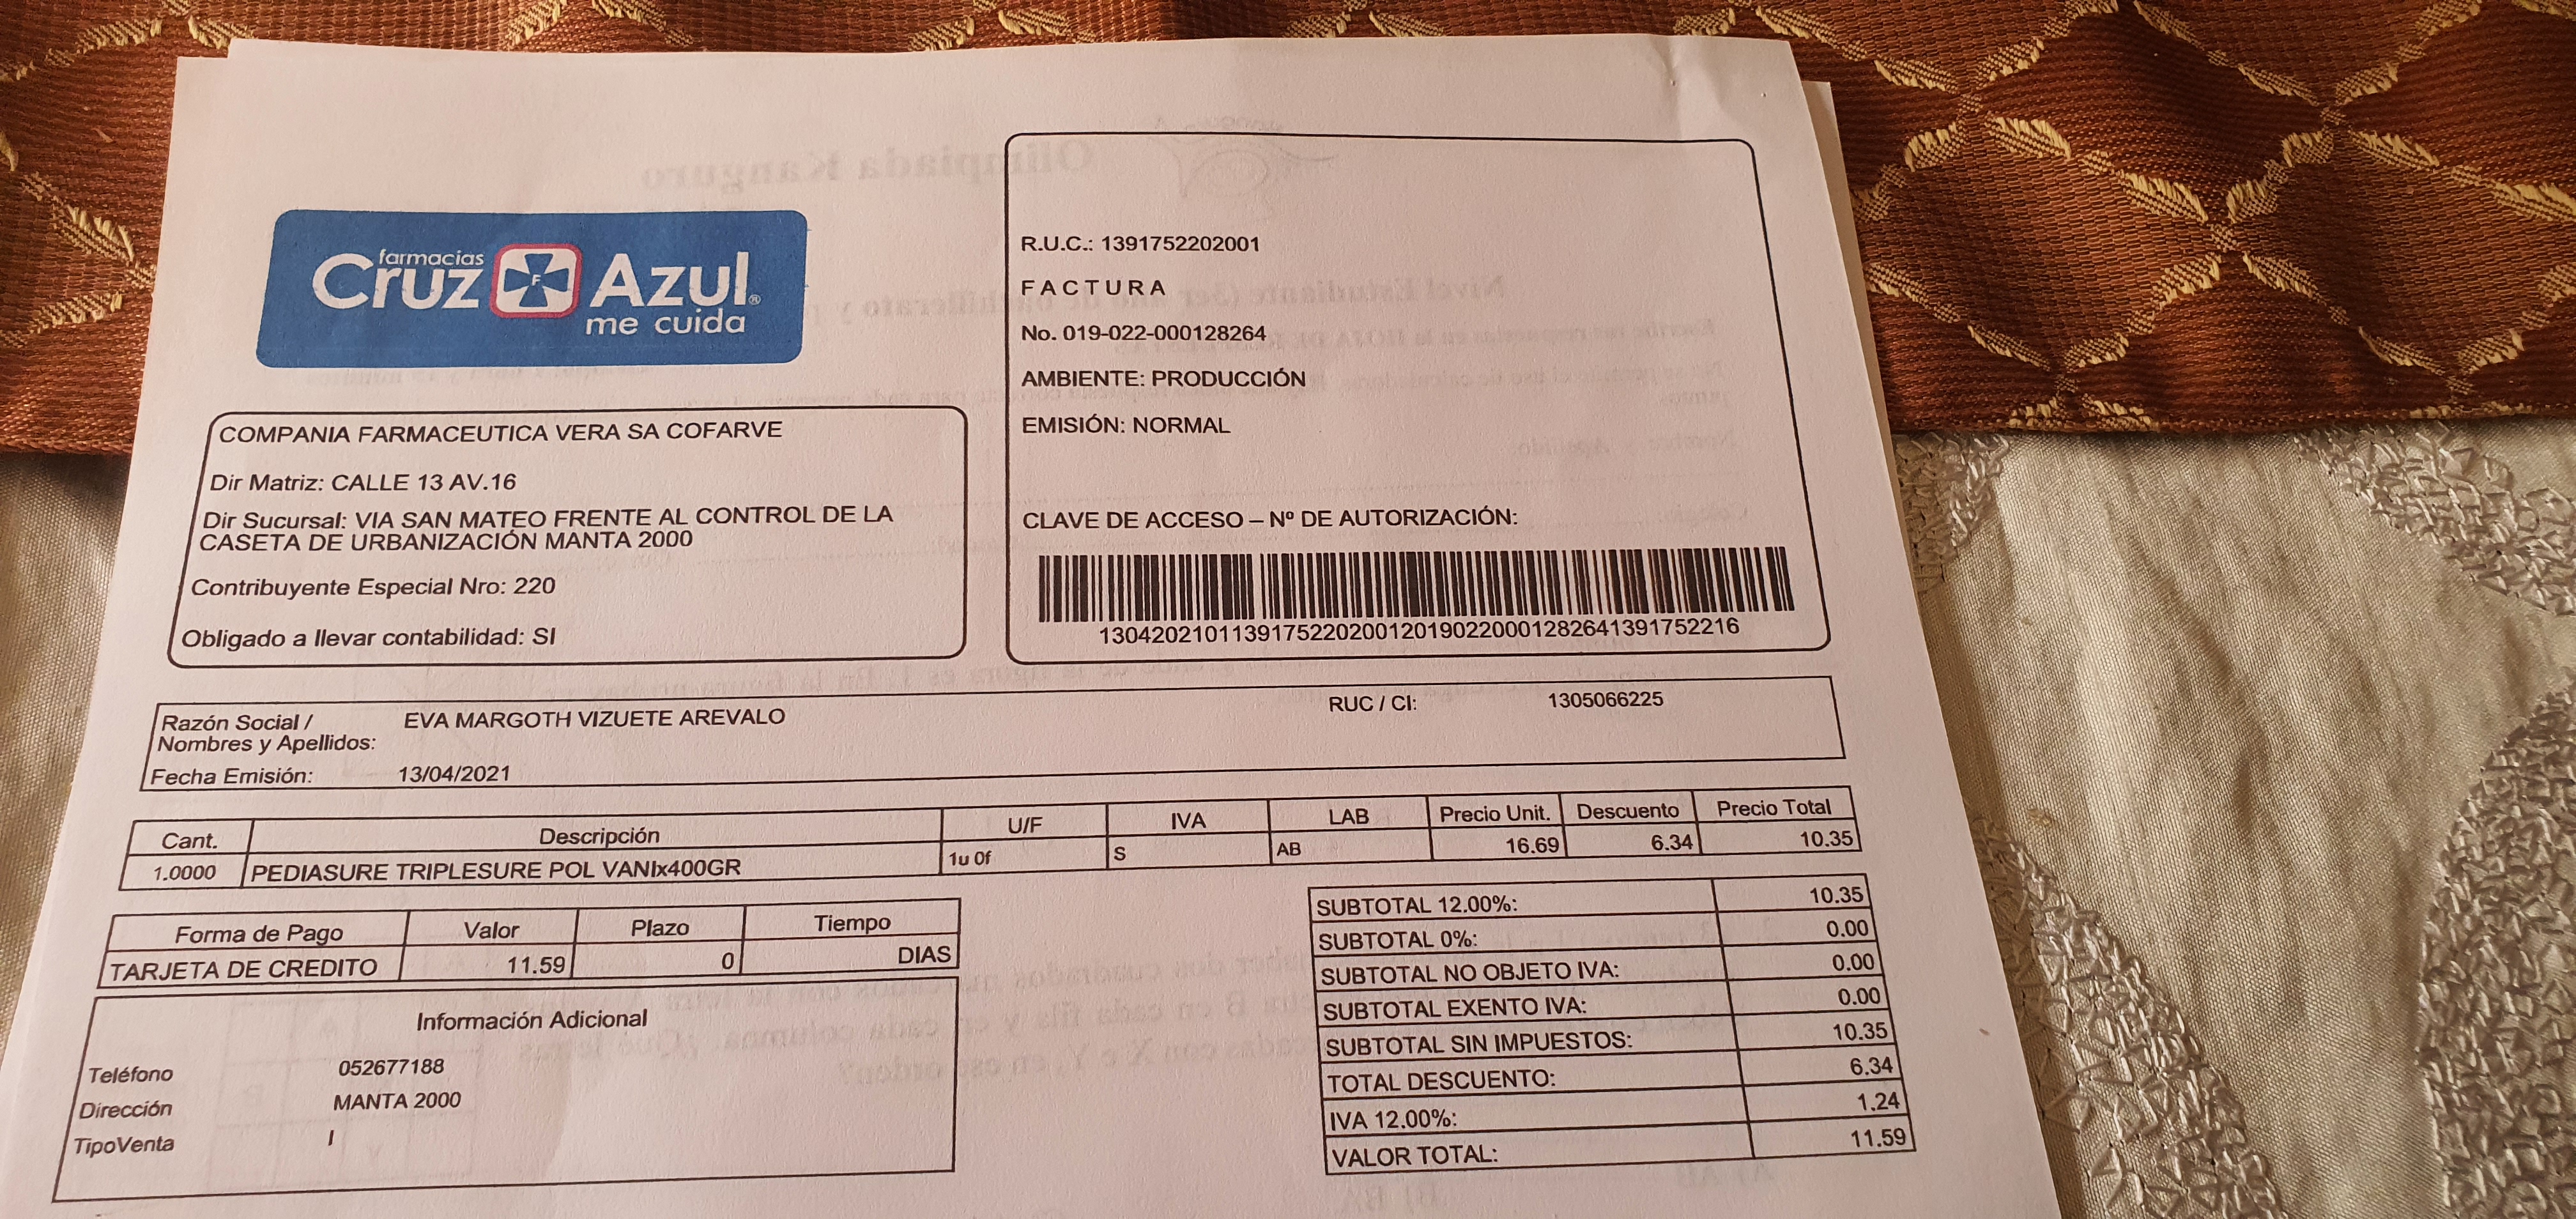 farmacias
Cruz Azul®
me cuida
R.U.C.: 1391752202001
FACTURA
No. 019-022-000128264
AMBIENTE: PRODUCCIÓN
EMISIÓN: NORMAL
CLAVE DE ACCESO – Nº DE AUTORIZACIÓN:
1304202101139175220200120190220001282641391752216
COMPANIA FARMACEUTICA VERA SA COFARVE
Dir Matriz: CALLE 13 AV.16
Dir Sucursal: VIA SAN MATEO FRENTE AL CONTROL DE LA
CASETA DE URBANIZACIÓN MANTA 2000
Contribuyente Especial Nro: 220
Obligado a llevar contabilidad: SI
Razón Social / EVA MARGOTH VIZUETE AREVALO RUC / CI: 1305066225
Nombres y Apellidos:
Fecha Emisión: 13/04/2021
Cant. Descripción U/F IVA LAB Precio Unit. Descuento Precio Total
1.0000 PEDIASURE TRIPLESURE POL VANIx400GR 1u 0f S AB 16.69 6.34 10.35
Forma de Pago Valor Plazo Tiempo
TARJETA DE CREDITO 11.59 0 DIAS
Información Adicional
Teléfono 052677188
Dirección MANTA 2000
TipoVenta I
SUBTOTAL 12.00%: 10.35
SUBTOTAL 0%: 0.00
SUBTOTAL NO OBJETO IVA: 0.00
SUBTOTAL EXENTO IVA: 0.00
SUBTOTAL SIN IMPUESTOS: 10.35
TOTAL DESCUENTO: 6.34
IVA 12.00%: 1.24
VALOR TOTAL: 11.59